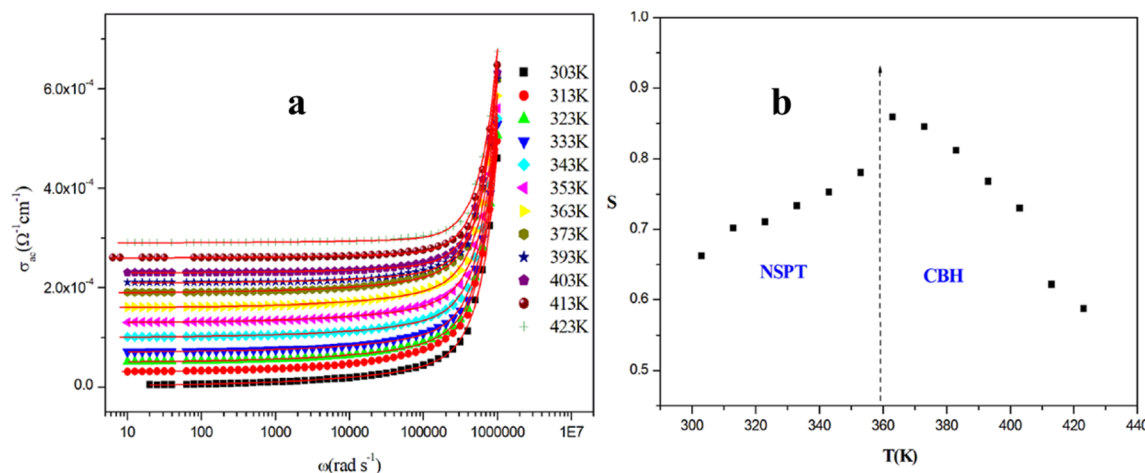 a
6.0x10⁻⁴
4.0x10⁻⁴
2.0x10⁻⁴
0.0
σac(Ω⁻¹cm⁻¹)
10
100
1000
10000
100000
1000000
1E7
ω(rad s⁻¹)
303K
313K
323K
333K
343K
353K
363K
373K
393K
403K
413K
423K
b
1.0
0.9
0.8
0.7
0.6
0.5
S
NSPT
CBH
300
320
340
360
380
400
420
T(K)